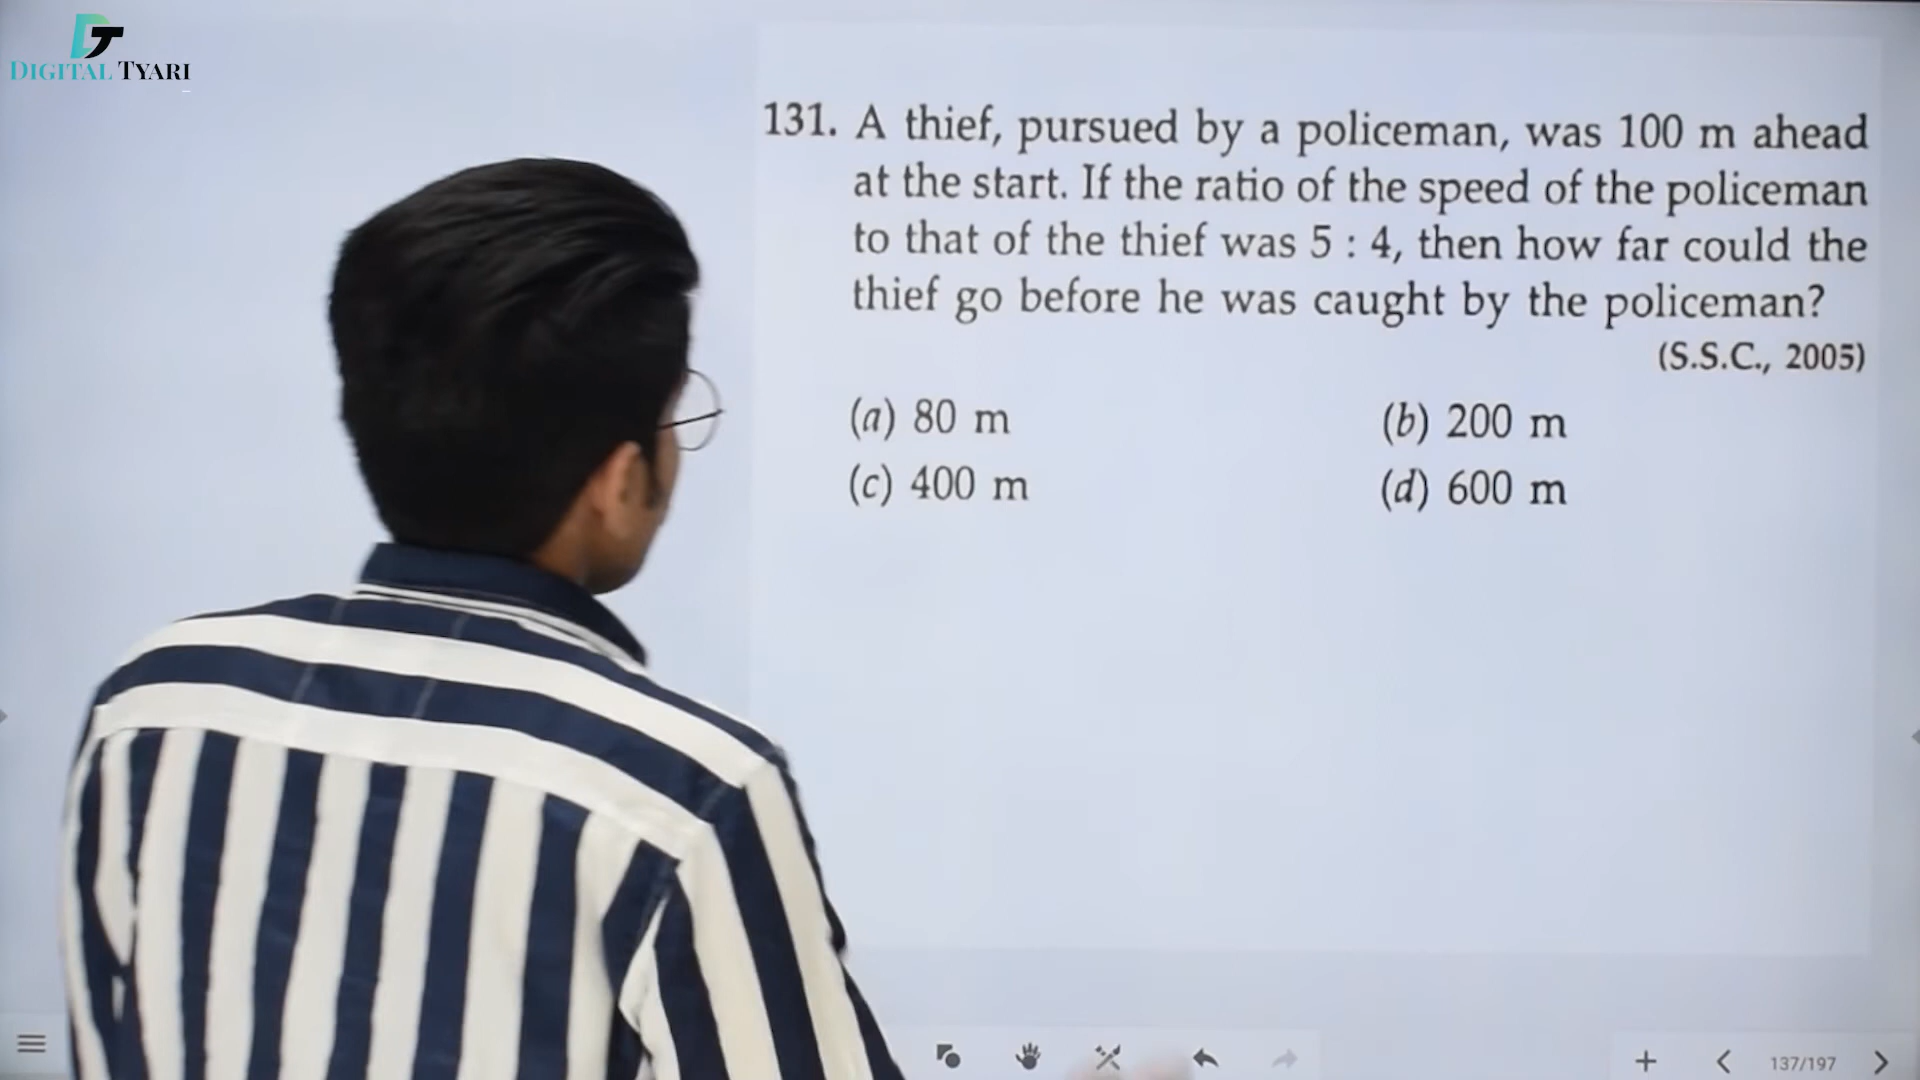 DT
DIGITAL TYARI
131. A thief, pursued by a policeman, was 100 m ahead
at the start. If the ratio of the speed of the policeman
to that of the thief was 5 : 4, then how far could the
thief go before he was caught by the policeman?
(S.S.C., 2005)
(a) 80 m (b) 200 m
(c) 400 m (d) 600 m
137/197